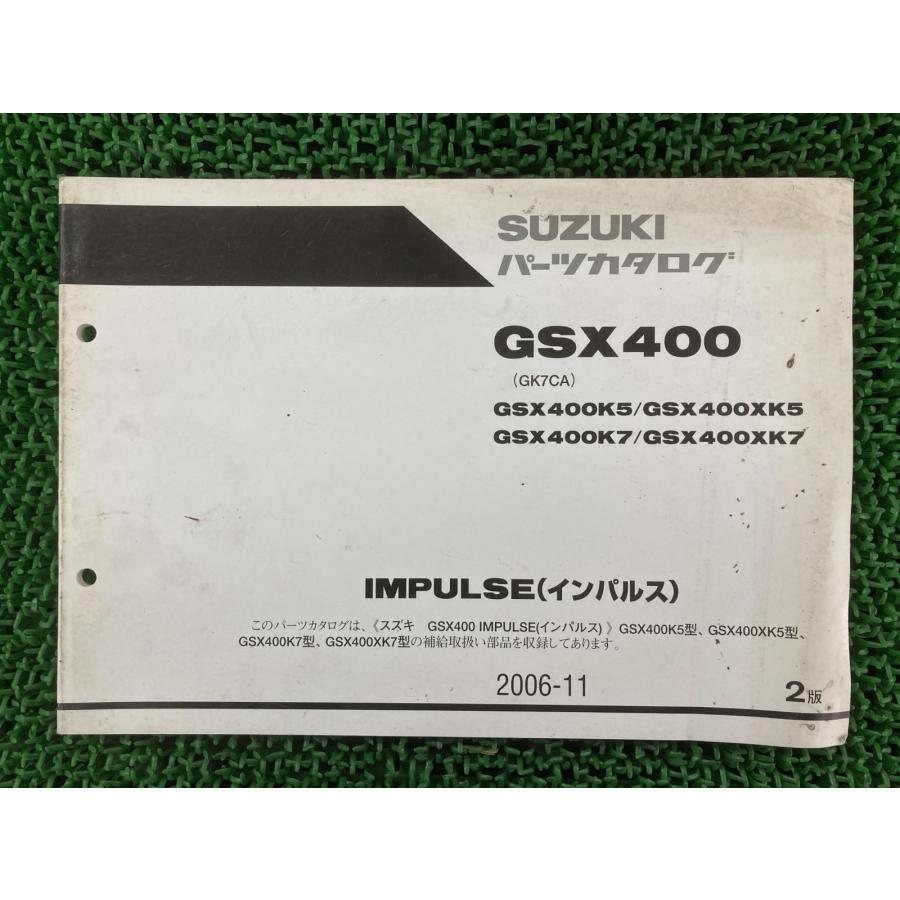 SUZUKI
パーツカタログ
GSX400
(GK7CA)
GSX400K5/GSX400XK5
GSX400K7/GSX400XK7
IMPULSE(インパルス)
このパーツカタログは、《スズキ　GSX400 IMPULSE(インパルス)》GSX400K5型、GSX400XK5型、
GSX400K7型、GSX400XK7型の補給取扱い部品を収録してあります。
2006-11
2版